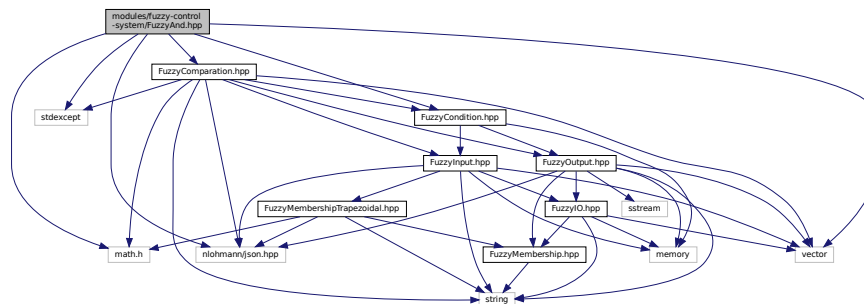 modules/fuzzy-control
-system/FuzzyAnd.hpp
FuzzyComparation.hpp
stdexcept
FuzzyCondition.hpp
FuzzyInput.hpp
FuzzyOutput.hpp
FuzzyMembershipTrapezoidal.hpp
FuzzyIO.hpp
sstream
math.h
nlohmann/json.hpp
FuzzyMembership.hpp
memory
vector
string